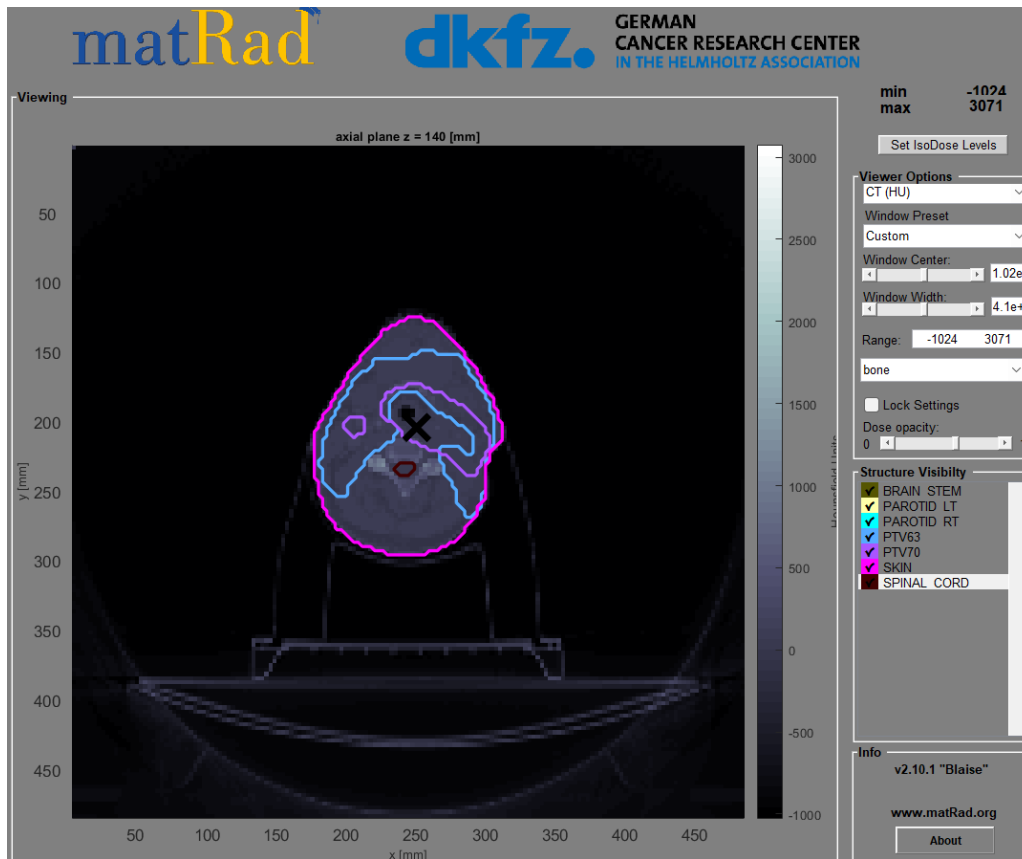 matRad
dkfz.
GERMAN
CANCER RESEARCH CENTER
IN THE HELMHOLTZ ASSOCIATION
Viewing
axial plane z = 140 [mm]
50
100
150
200
250
300
350
400
450
y [mm]
50
100
150
200
250
300
350
400
450
x [mm]
3000
2500
2000
1500
1000
500
0
-500
-1000
Hounsfield Units
min -1024
max 3071
Set IsoDose Levels
Viewer Options
CT (HU)
Window Preset
Custom
Window Center:
1.02e
Window Width:
4.1e+
Range: -1024 3071
bone
Lock Settings
Dose opacity:
0
Structure Visibilty
BRAIN STEM
PAROTID LT
PAROTID RT
PTV63
PTV70
SKIN
SPINAL CORD
Info
v2.10.1 "Blaise"
www.matRad.org
About